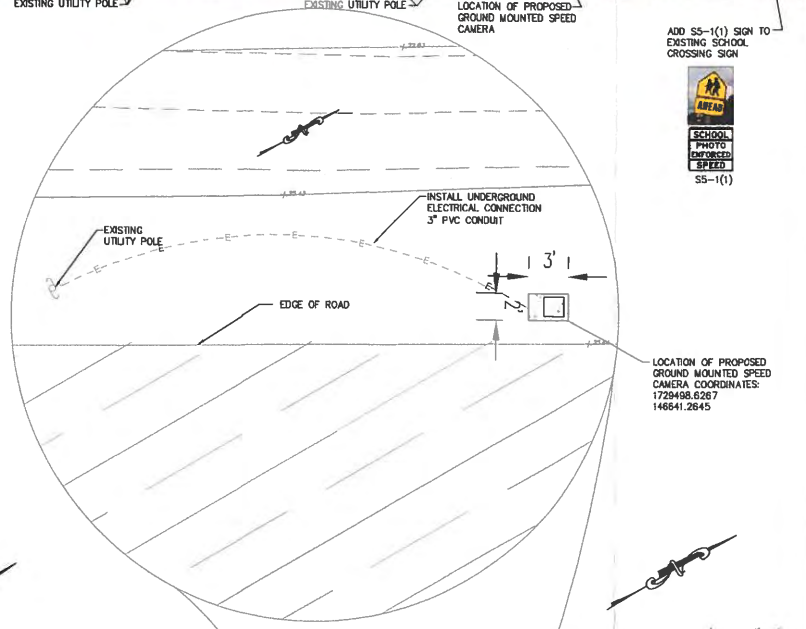 EXISTING UTILITY POLE
EXISTING UTILITY POLE
LOCATION OF PROPOSED
GROUND MOUNTED SPEED
CAMERA
ADD S5-1(1) SIGN TO
EXISTING SCHOOL
CROSSING SIGN
AHEAD
SCHOOL
PHOTO
ENFORCED
SPEED
S5-1(1)
INSTALL UNDERGROUND
ELECTRICAL CONNECTION
3" PVC CONDUIT
EXISTING
UTILITY POLE
E
E
E
E
E
E
E
3'
2'
EDGE OF ROAD
LOCATION OF PROPOSED
GROUND MOUNTED SPEED
CAMERA COORDINATES:
1729498.6267
146641.2645